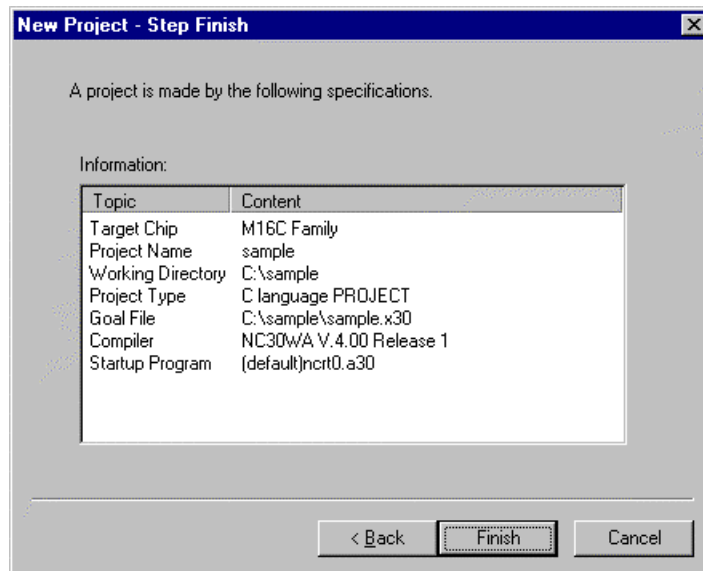 New Project - Step Finish
A project is made by the following specifications.
Information:
Topic Content
Target Chip M16C Family
Project Name sample
Working Directory C:\sample
Project Type C language PROJECT
Goal File C:\sample\sample.x30
Compiler NC30WA V.4.00 Release 1
Startup Program (default)ncrt0.a30
< Back Finish Cancel